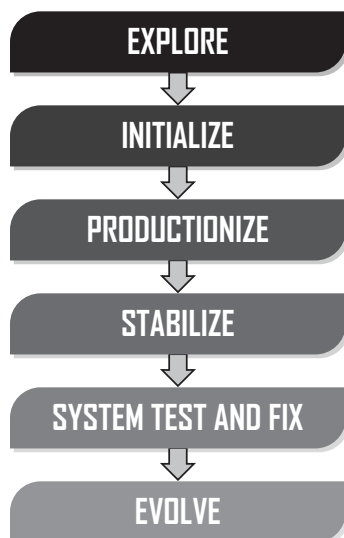 EXPLORE
INITIALIZE
PRODUCTIONIZE
STABILIZE
SYSTEM TEST AND FIX
EVOLVE